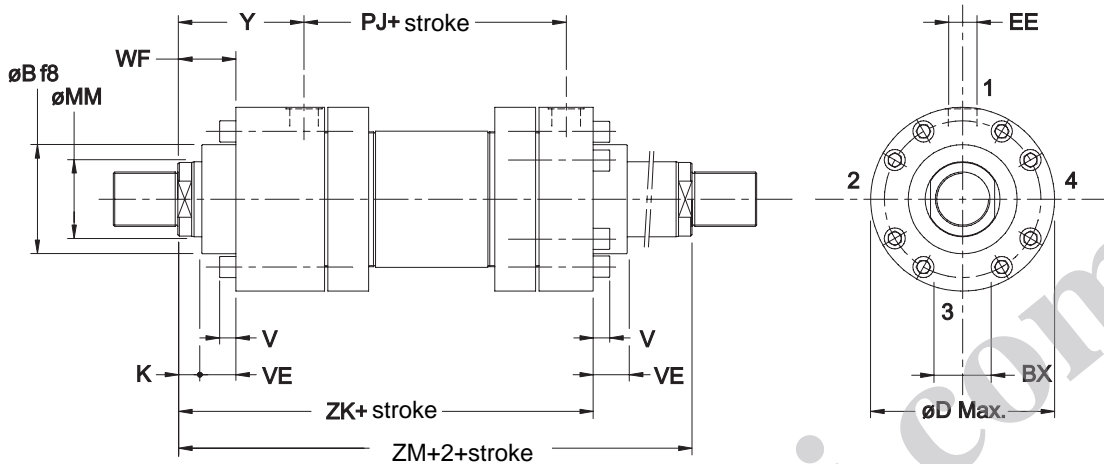 Y
PJ+ stroke
EE
WF
øB f8
øMM
1
2
4
3
V
V
K
VE
VE
BX
ZK+ stroke
øD Max.
ZM+2+stroke
com